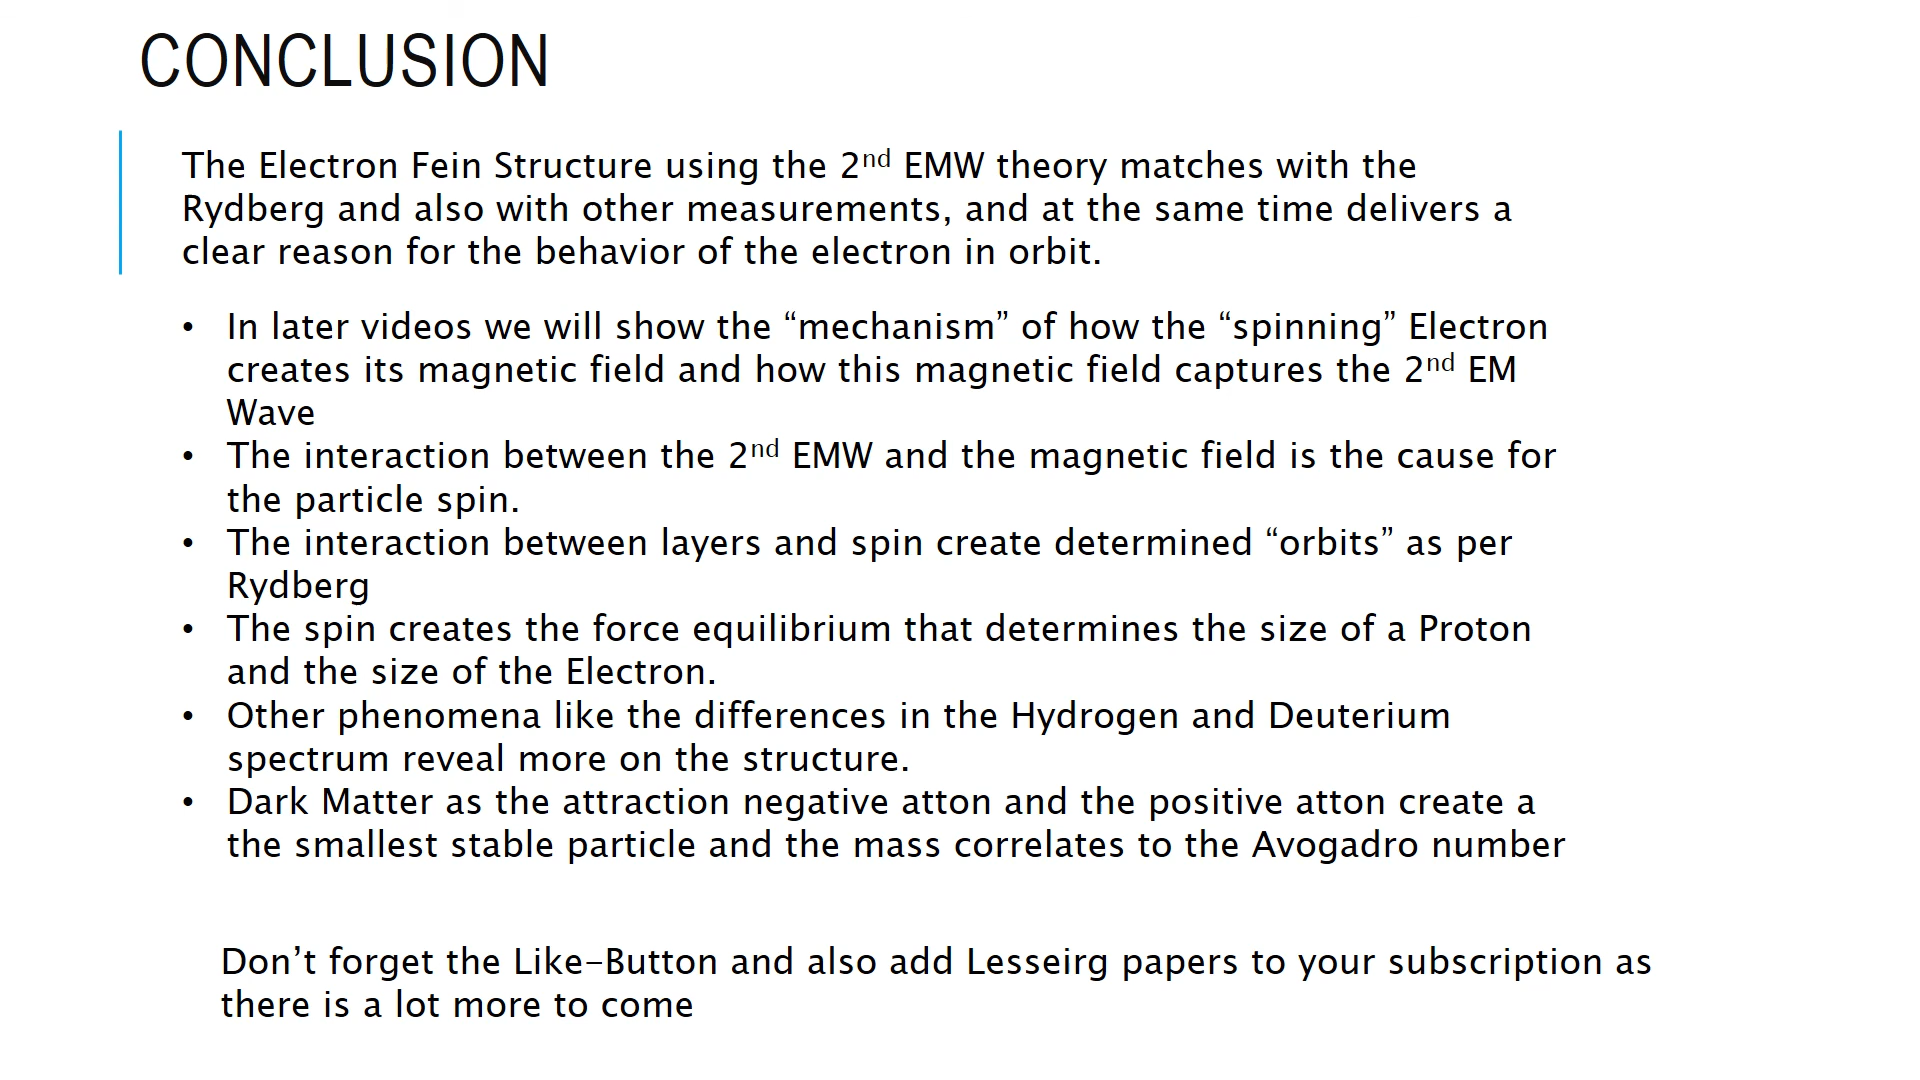 CONCLUSION
The Electron Fein Structure using the 2nd EMW theory matches with the
Rydberg and also with other measurements, and at the same time delivers a
clear reason for the behavior of the electron in orbit.
• In later videos we will show the “mechanism” of how the “spinning” Electron
creates its magnetic field and how this magnetic field captures the 2nd EM
Wave
• The interaction between the 2nd EMW and the magnetic field is the cause for
the particle spin.
• The interaction between layers and spin create determined “orbits” as per
Rydberg
• The spin creates the force equilibrium that determines the size of a Proton
and the size of the Electron.
• Other phenomena like the differences in the Hydrogen and Deuterium
spectrum reveal more on the structure.
• Dark Matter as the attraction negative atton and the positive atton create a
the smallest stable particle and the mass correlates to the Avogadro number
Don’t forget the Like-Button and also add Lesseirg papers to your subscription as
there is a lot more to come